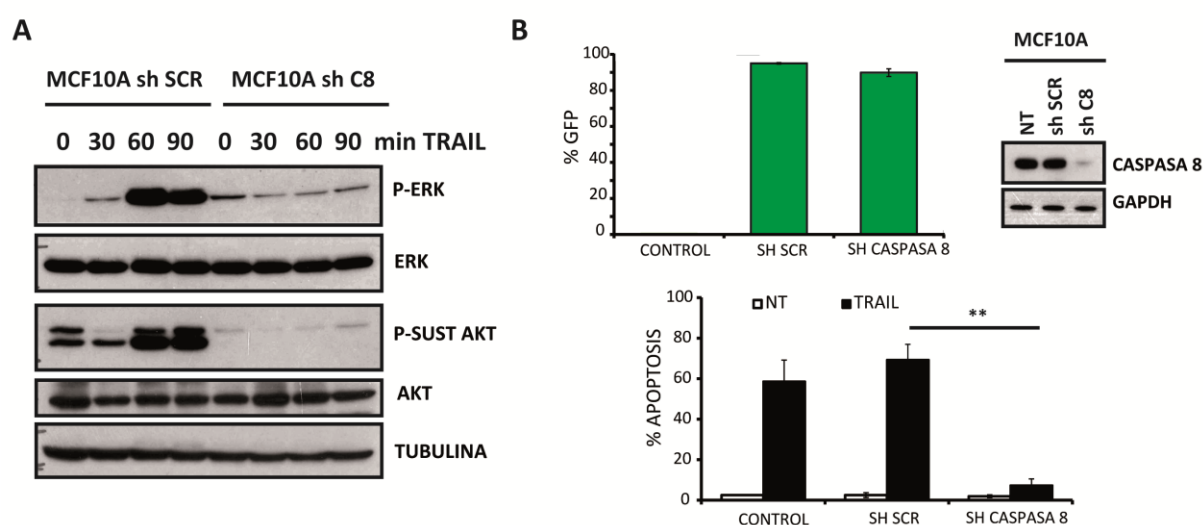 A
MCF10A sh SCR
MCF10A sh C8
0 30 60 90 0 30 60 90 min TRAIL
P-ERK
ERK
P-SUST AKT
AKT
TUBULINA
B
100
80
60
40
20
0
% GFP
CONTROL SH SCR SH CASPASA 8
MCF10A
NT sh SCR sh C8
CASPASA 8
GAPDH
100
80
60
40
20
0
% APOPTOSIS
NT TRAIL
**
CONTROL SH SCR SH CASPASA 8